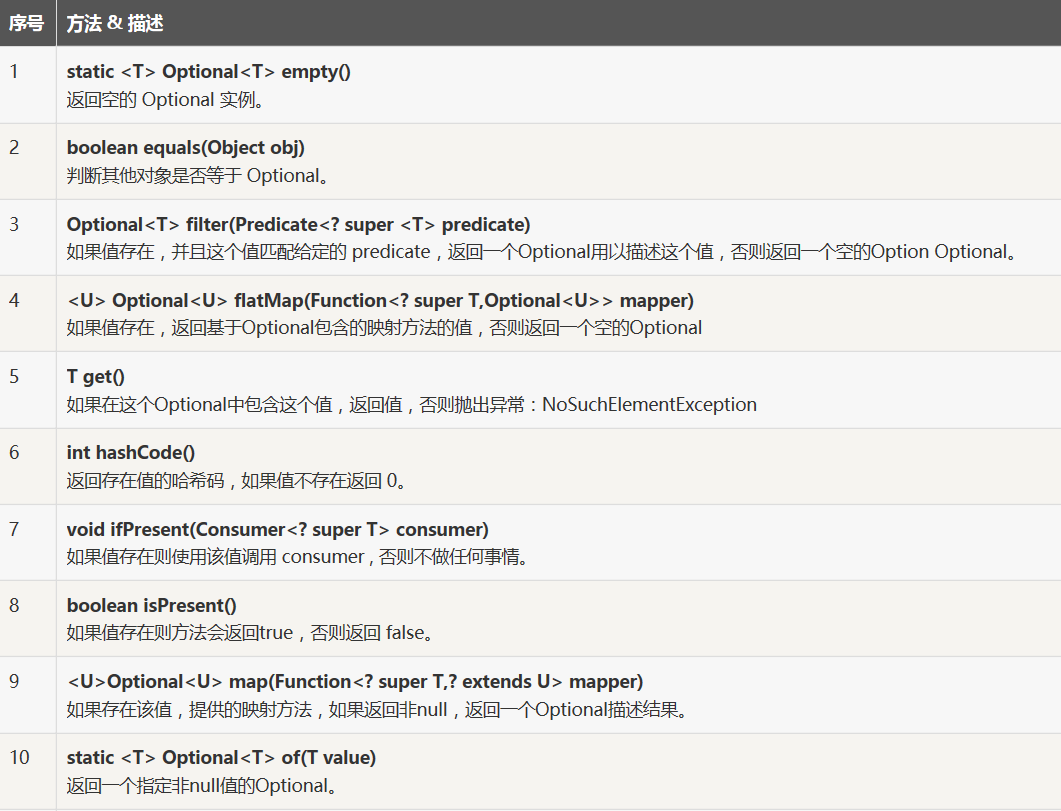 序号 方法 & 描述
1 static <T> Optional<T> empty()
返回空的 Optional 实例。
2 boolean equals(Object obj)
判断其他对象是否等于 Optional。
3 Optional<T> filter(Predicate<? super <T> predicate)
如果值存在，并且这个值匹配给定的 predicate，返回一个Optional用以描述这个值，否则返回一个空的Option Optional。
4 <U> Optional<U> flatMap(Function<? super T,Optional<U>> mapper)
如果值存在，返回基于Optional包含的映射方法的值，否则返回一个空的Optional
5 T get()
如果在这个Optional中包含这个值，返回值，否则抛出异常：NoSuchElementException
6 int hashCode()
返回存在值的哈希码，如果值不存在返回 0。
7 void ifPresent(Consumer<? super T> consumer)
如果值存在则使用该值调用 consumer , 否则不做任何事情。
8 boolean isPresent()
如果值存在则方法会返回true，否则返回 false。
9 <U>Optional<U> map(Function<? super T,? extends U> mapper)
如果存在该值，提供的映射方法，如果返回非null，返回一个Optional描述结果。
10 static <T> Optional<T> of(T value)
返回一个指定非null值的Optional。